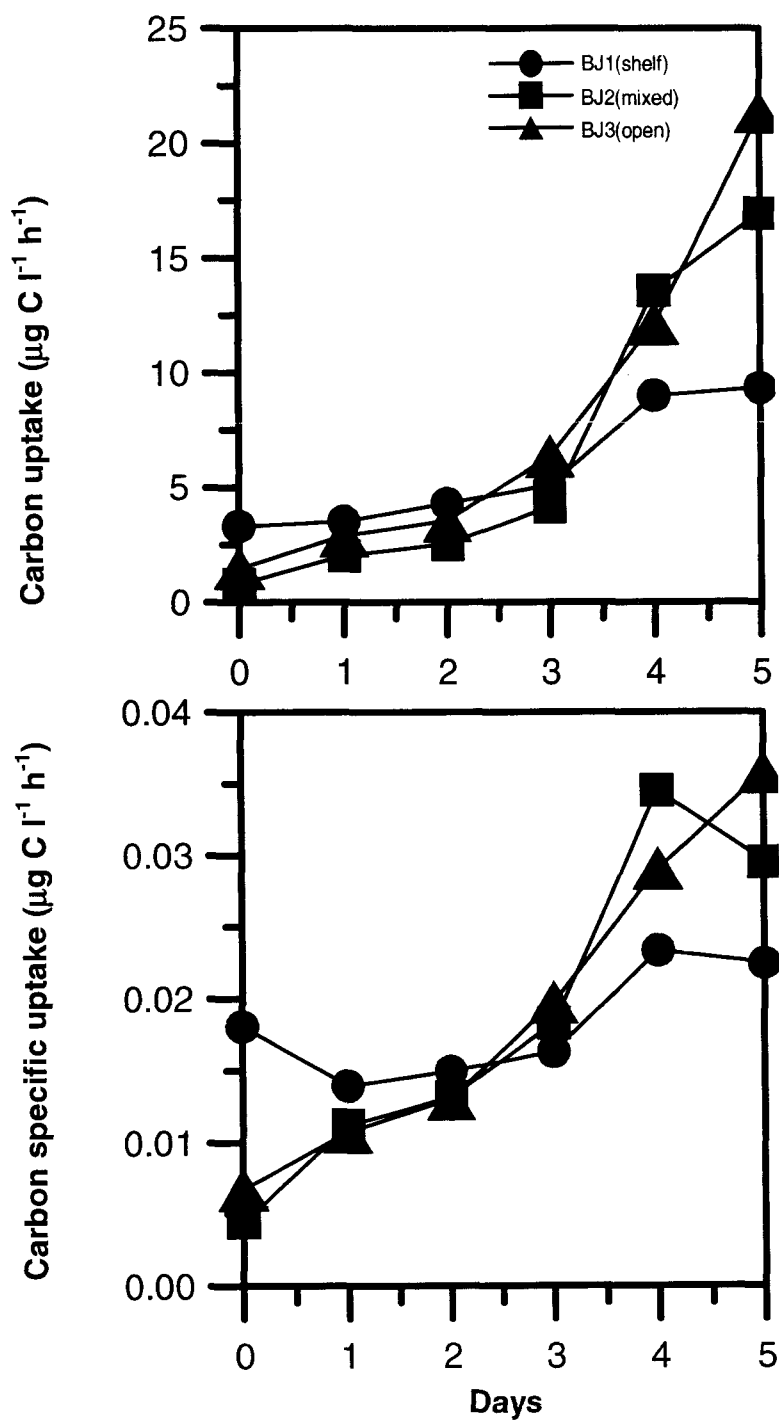 25
20
15
10
5
0
Carbon uptake (µg C l⁻¹ h⁻¹)
BJ1(shelf)
BJ2(mixed)
BJ3(open)
0 1 2 3 4 5
0.04
0.03
0.02
0.01
0.00
Carbon specific uptake (µg C l⁻¹ h⁻¹)
0 1 2 3 4 5
Days